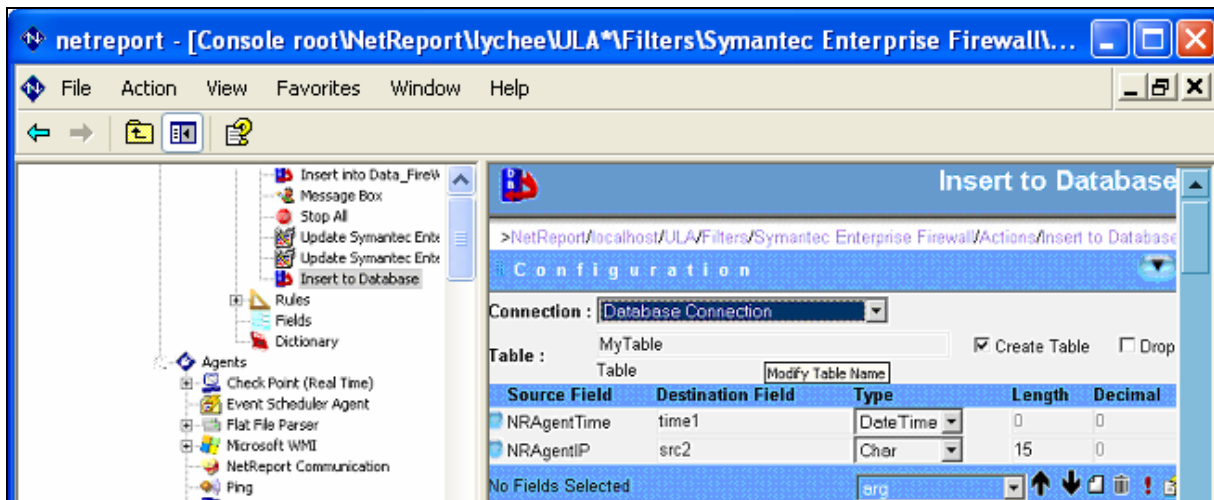 netreport - [Console root\NetReport\lychee\ULA*\Filters\Symantec Enterprise Firewall\...
File Action View Favorites Window Help
Insert into Data_FireW
Message Box
Stop All
Update Symantec Ente
Update Symantec Ente
Insert to Database
Rules
Fields
Dictionary
Agents
Check Point (Real Time)
Event Scheduler Agent
Flat File Parser
Microsoft WMI
NetReport Communication
Ping
Insert to Database
>NetReport/localhost/ULA/Filters/Symantec Enterprise Firewall/Actions/Insert to Database
Configuration
Connection : Database Connection
Table : MyTable Create Table Drop
Table
Modify Table Name
Source Field Destination Field Type Length Decimal
NRAgentTime time1 DateTime 0 0
NRAgentIP src2 Char 15 0
No Fields Selected arg